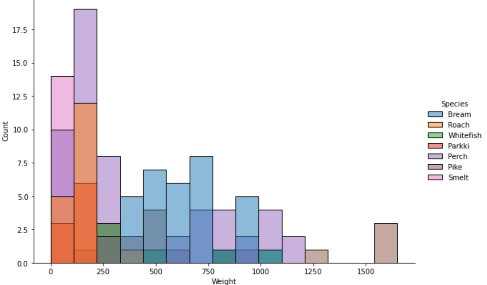 17.5
15.0
12.5
10.0
7.5
5.0
2.5
0.0
Count
0 250 500 750 1000 1250 1500
Weight
Species
Bream
Roach
Whitefish
Parkki
Perch
Pike
Smelt